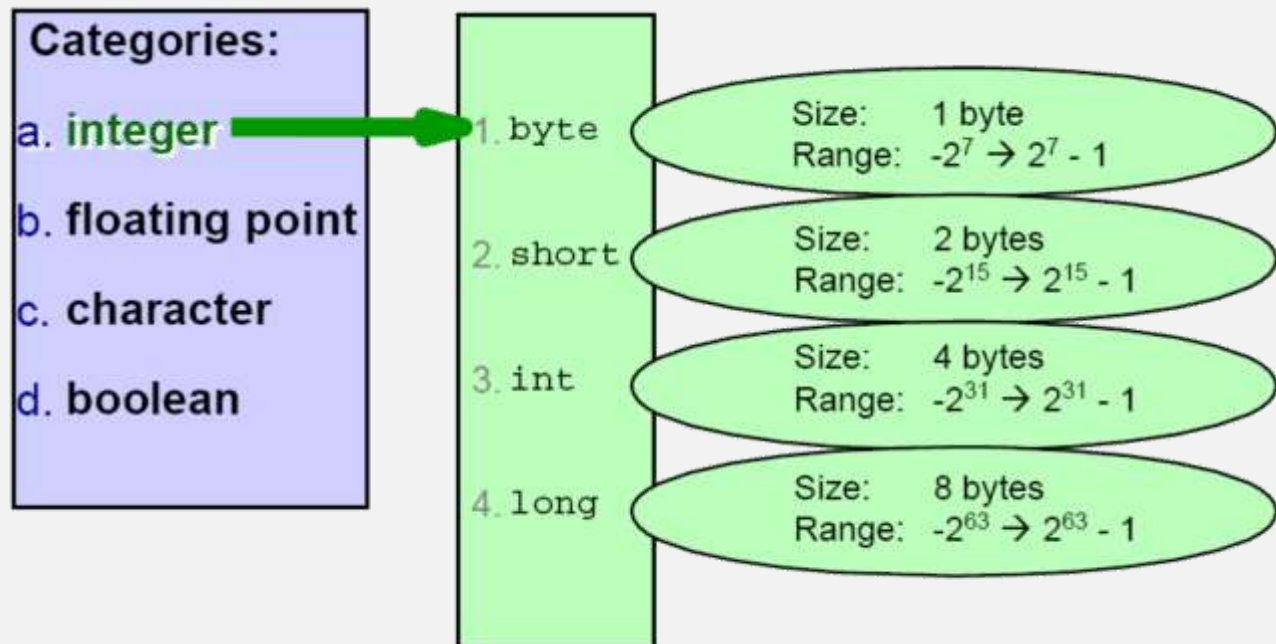 Categories:
a. integer
b. floating point
c. character
d. boolean
1. byte
Size: 1 byte
Range: -2⁷ → 2⁷ - 1
2. short
Size: 2 bytes
Range: -2¹⁵ → 2¹⁵ - 1
3. int
Size: 4 bytes
Range: -2³¹ → 2³¹ - 1
4. long
Size: 8 bytes
Range: -2⁶³ → 2⁶³ - 1